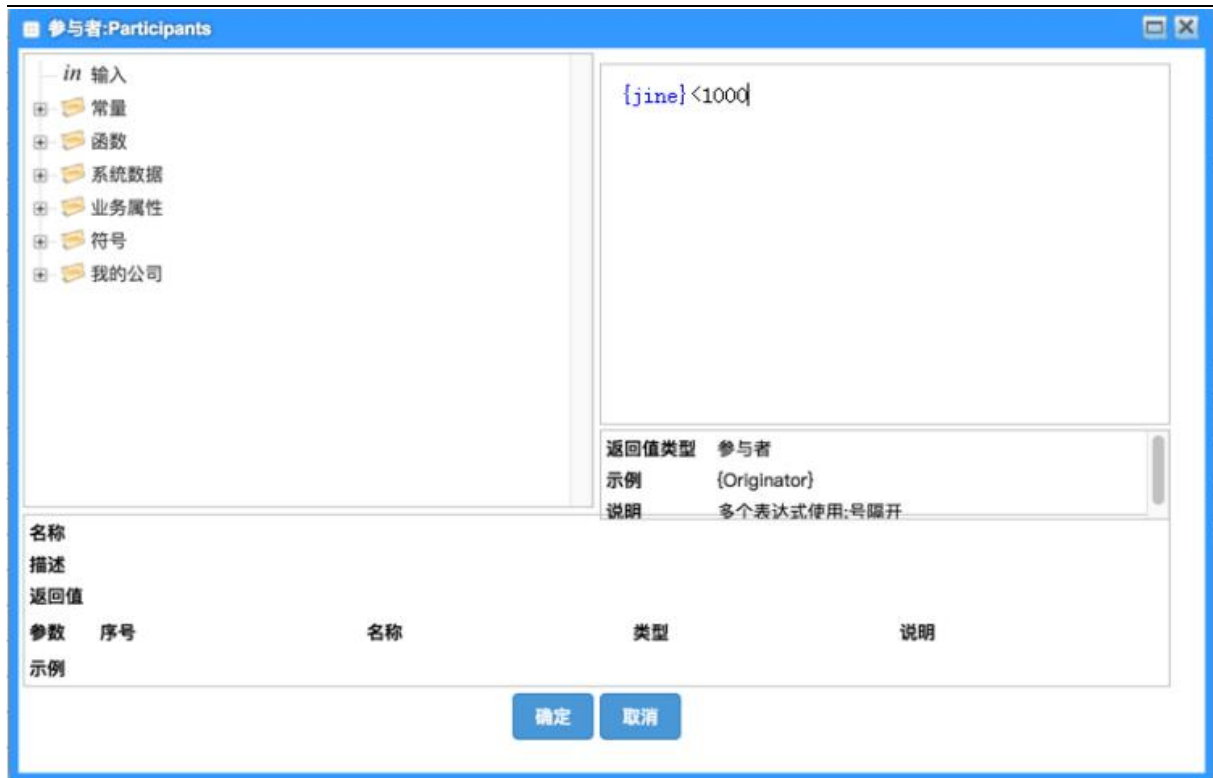 参与者:Participants
in 输入
常量
函数
系统数据
业务属性
符号
我的公司
{jine}<1000
返回值类型 参与者
示例 {Originator}
说明 多个表达式使用;号隔开
名称
描述
返回值
参数 序号 名称 类型 说明
示例
确定 取消